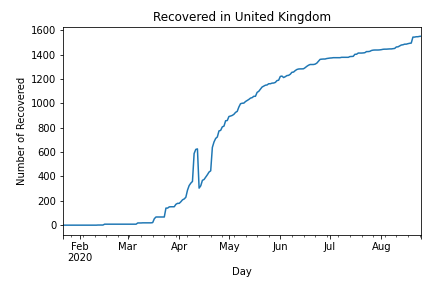 Recovered in United Kingdom
Number of Recovered
1600
1400
1200
1000
800
600
400
200
0
Feb Mar Apr May Jun Jul Aug
2020
Day